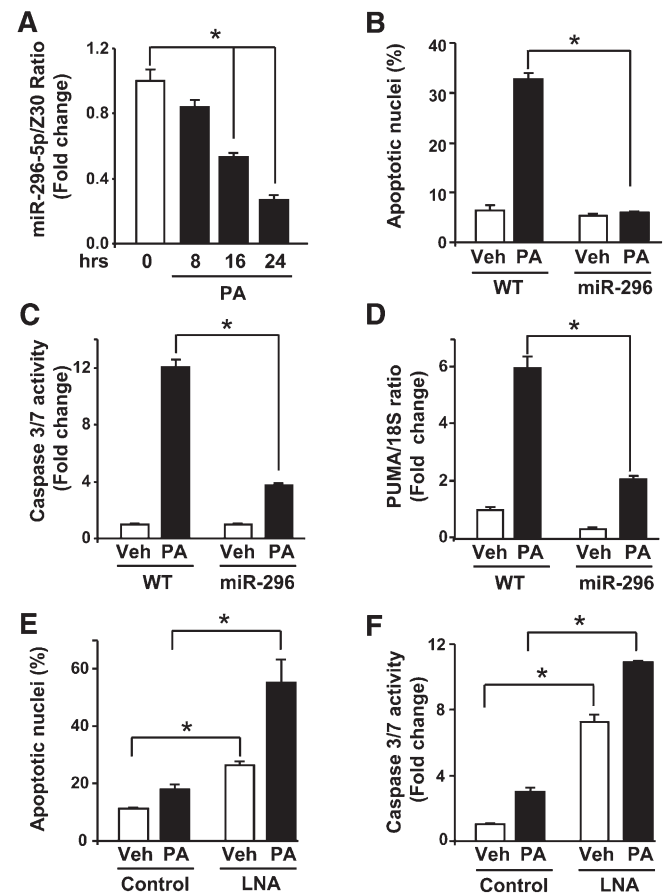 A
miR-296-5p/Z30 Ratio
(Fold change)
1.2
0.8
0.4
0.0
*
hrs 0 8 16 24
PA
B
Apoptotic nuclei (%)
40
30
20
10
0
*
Veh PA Veh PA
WT miR-296
C
Caspase 3/7 activity
(Fold change)
12
8
4
0
*
Veh PA Veh PA
WT miR-296
D
PUMA/18S ratio
(Fold change)
6
4
2
0
*
Veh PA Veh PA
WT miR-296
E
Apoptotic nuclei (%)
60
40
20
0
*
*
Veh PA Veh PA
Control LNA
F
Caspase 3/7 activity
(Fold change)
12
8
4
0
*
*
Veh PA Veh PA
Control LNA